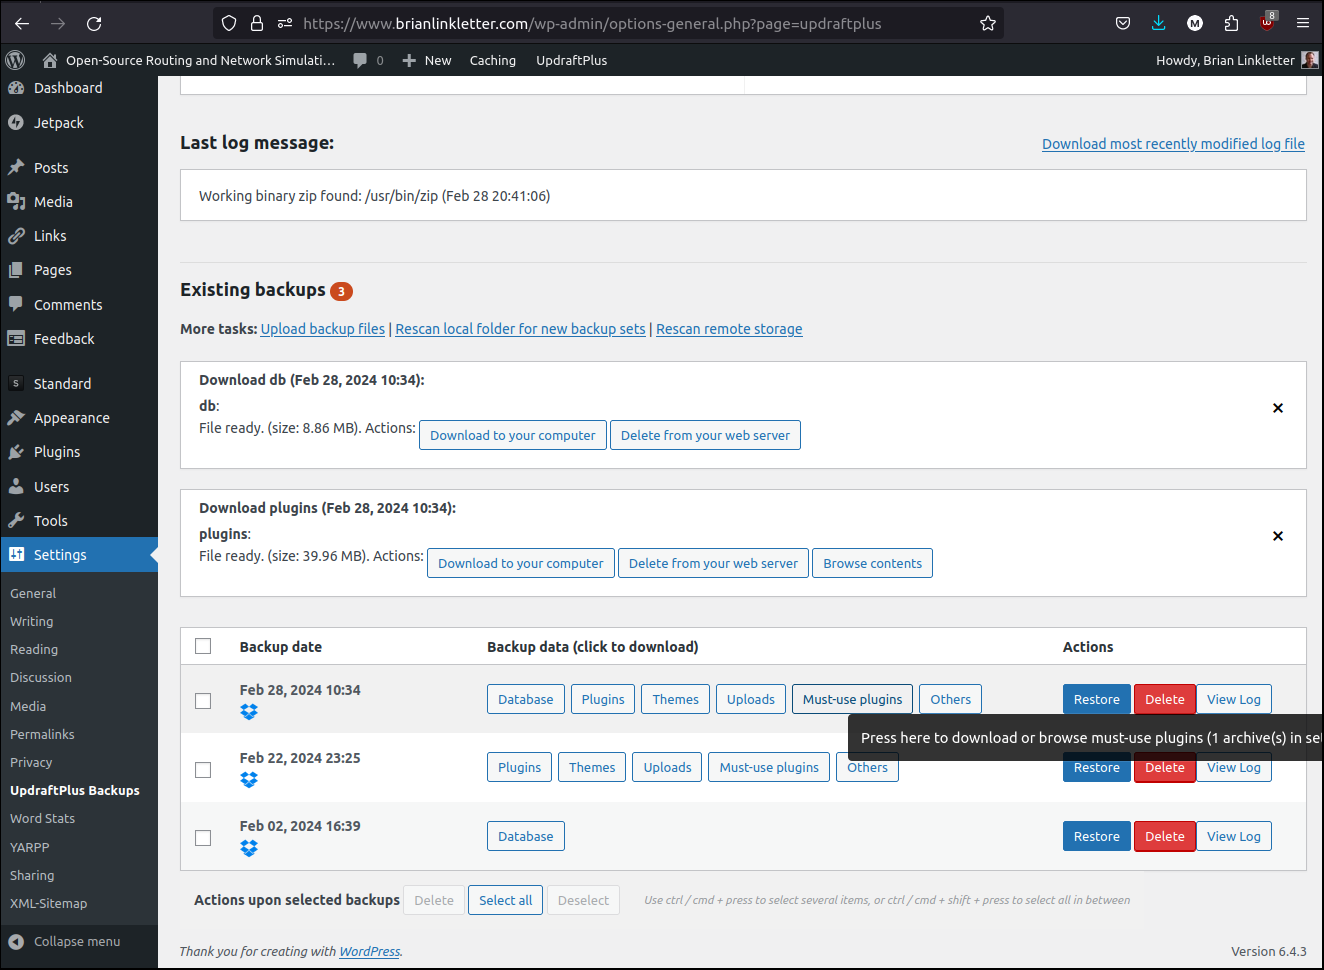 https://www.brianlinkletter.com/wp-admin/options-general.php?page=updraftplus
M
8
Open-Source Routing and Network Simulati… 0 New Caching UpdraftPlus Howdy, Brian Linkletter
Dashboard
Jetpack
Posts
Media
Links
Pages
Comments
Feedback
S Standard
Appearance
Plugins
Users
Tools
Settings
General
Writing
Reading
Discussion
Media
Permalinks
Privacy
UpdraftPlus Backups
Word Stats
YARPP
Sharing
XML-Sitemap
Collapse menu
Last log message: Download most recently modified log file
Working binary zip found: /usr/bin/zip (Feb 28 20:41:06)
Existing backups 3
More tasks: Upload backup files | Rescan local folder for new backup sets | Rescan remote storage
Download db (Feb 28, 2024 10:34):
db:
File ready. (size: 8.86 MB). Actions: Download to your computer Delete from your web server
Download plugins (Feb 28, 2024 10:34):
plugins:
File ready. (size: 39.96 MB). Actions: Download to your computer Delete from your web server Browse contents
Backup date Backup data (click to download) Actions
Feb 28, 2024 10:34 Database Plugins Themes Uploads Must-use plugins Others Restore Delete View Log
Press here to download or browse must-use plugins (1 archive(s) in se
Feb 22, 2024 23:25 Plugins Themes Uploads Must-use plugins Others Restore Delete View Log
Feb 02, 2024 16:39 Database Restore Delete View Log
Actions upon selected backups Delete Select all Deselect Use ctrl / cmd + press to select several items, or ctrl / cmd + shift + press to select all in between
Thank you for creating with WordPress. Version 6.4.3